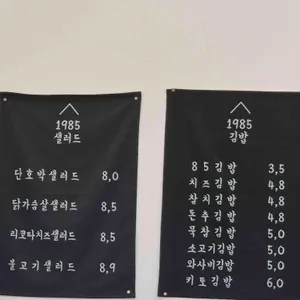 1985
샐러드
단호박샐러드 8,0
닭가슴살샐러드 8,5
리코타치즈샐러드 8,5
불고기샐러드 8,9
1985
김밥
85김밥 3,5
치즈김밥 4,8
참치김밥 4,8
돈추김밥 4,8
묵참김밥 5,0
소고기김밥 5,0
와사비김밥 5,0
키토김밥 6,0